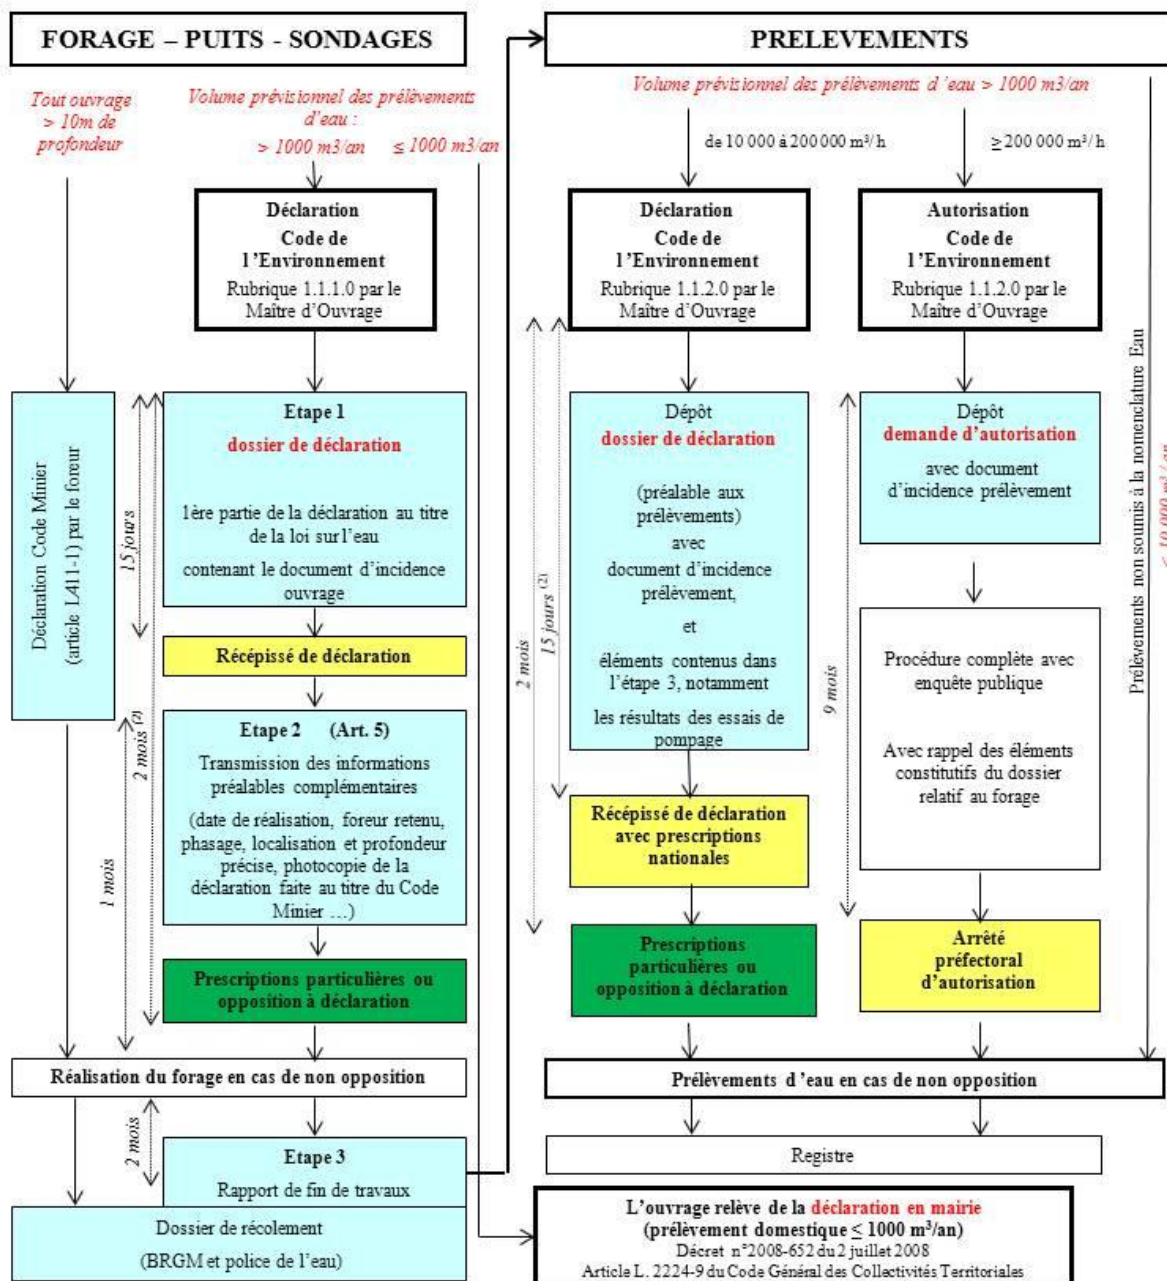 FORAGE – PUITS - SONDAGES
Tout ouvrage
> 10m de
profondeur
Volume prévisionnel des prélèvements
d'eau :
> 1000 m3/an
≤ 1000 m3/an
Déclaration
Code de
l 'Environnement
Rubrique 1.1.1.0 par le
Maître d'Ouvrage
Déclaration Code Minier
(article L411-1) par le foreur
15 jours
2 mois (2)
1 mois
Etape 1
dossier de déclaration
1ère partie de la déclaration au titre
de la loi sur l'eau
contenant le document d'incidence
ouvrage
Récépissé de déclaration
Etape 2 (Art. 5)
Transmission des informations
préalables complémentaires
(date de réalisation, foreur retenu,
phasage, localisation et profondeur
précise, photocopie de la
déclaration faite au titre du Code
Minier …)
Prescriptions particulières ou
opposition à déclaration
Réalisation du forage en cas de non opposition
2 mois
Etape 3
Rapport de fin de travaux
Dossier de récolement
(BRGM et police de l'eau)
PRELEVEMENTS
Volume prévisionnel des prélèvements d 'eau > 1000 m3/an
de 10 000 à 200 000 m³/h
≥ 200 000 m³/h
Déclaration
Code de
l 'Environnement
Rubrique 1.1.2.0 par le
Maître d'Ouvrage
Autorisation
Code de
l 'Environnement
Rubrique 1.1.2.0 par le
Maître d'Ouvrage
2 mois
15 jours (2)
Dépôt
dossier de déclaration
(préalable aux
prélèvements)
avec
document d'incidence
prélèvement,
et
éléments contenus dans
l'étape 3, notamment
les résultats des essais de
pompage
Récépissé de déclaration
avec prescriptions
nationales
Prescriptions
particulières ou
opposition à déclaration
9 mois
Dépôt
demande d'autorisation
avec document
d'incidence prélèvement
Procédure complète avec
enquête publique
Avec rappel des éléments
constitutifs du dossier
relatif au forage
Arrêté
préfectoral
d'autorisation
Prélèvements non soumis à la nomenclature Eau
10 000 m³ / an
Prélèvements d 'eau en cas de non opposition
Registre
L'ouvrage relève de la déclaration en mairie
(prélèvement domestique ≤ 1000 m³/an)
Décret n°2008-652 du 2 juillet 2008
Article L. 2224-9 du Code Général des Collectivités Territoriales